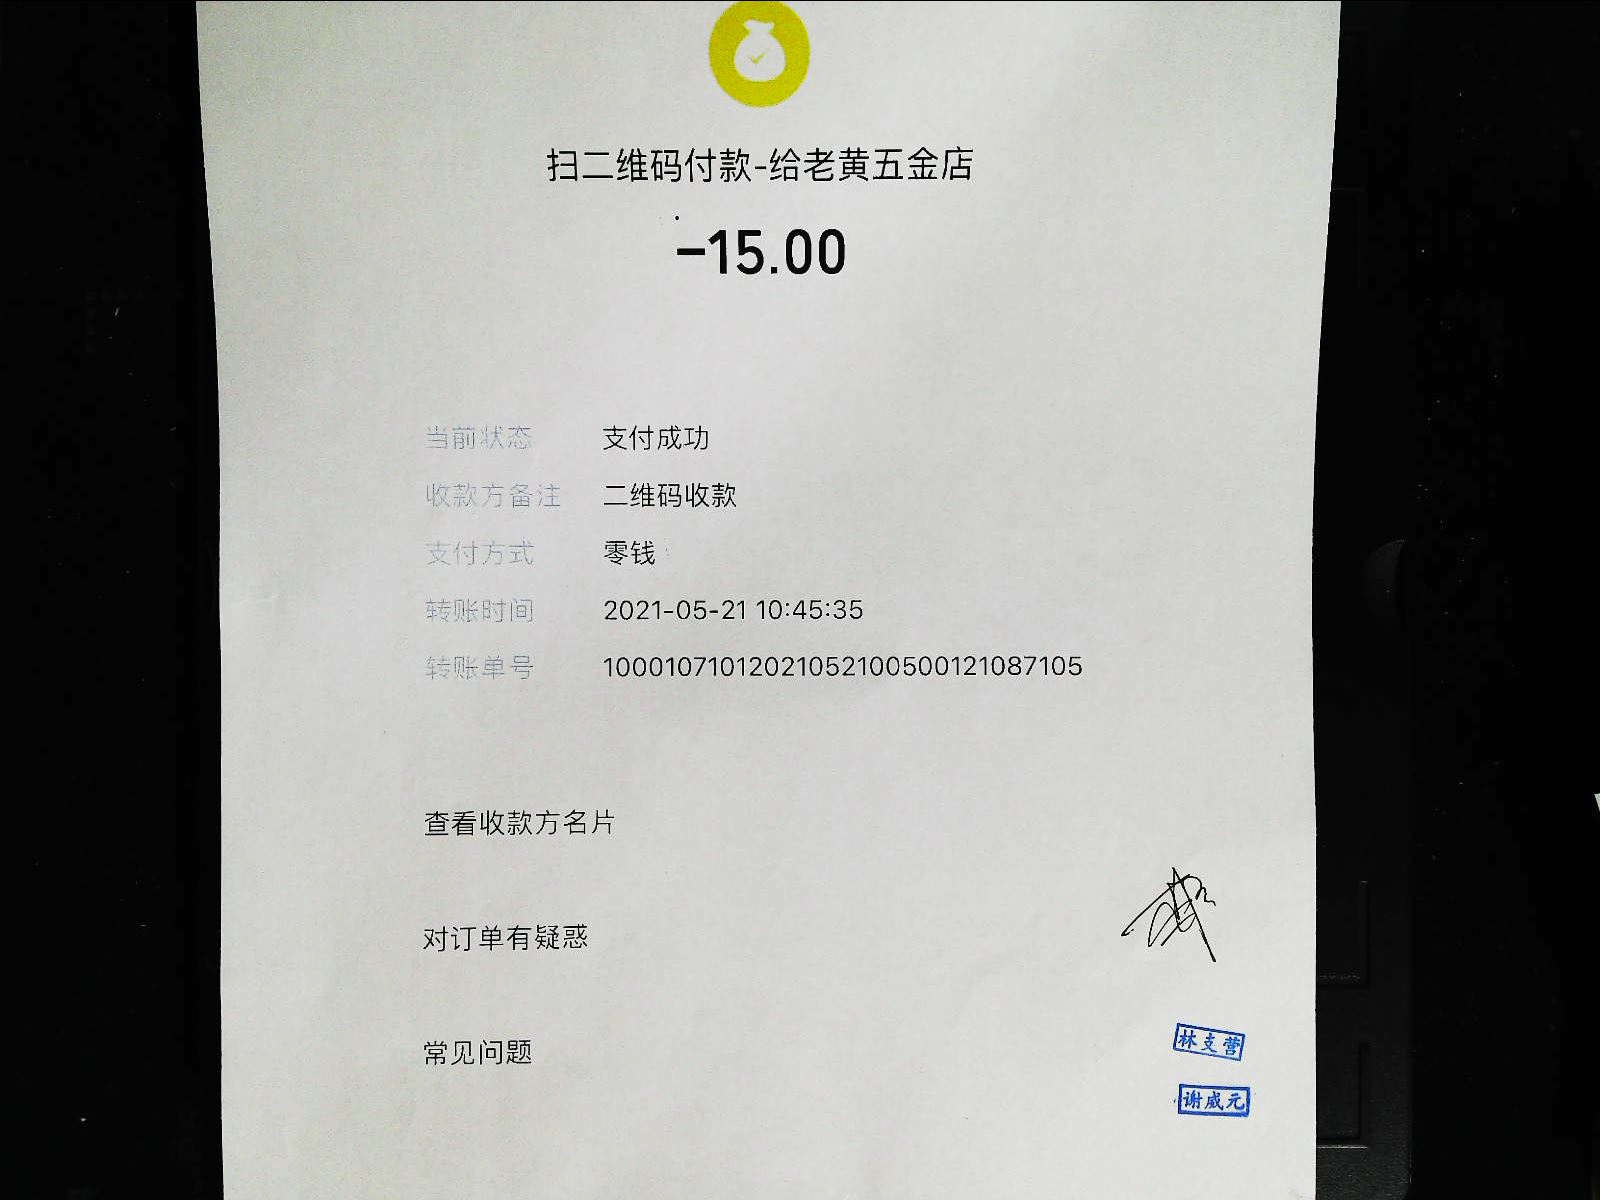 扫二维码付款-给老黄五金店
-15.00
当前状态 支付成功
收款方备注 二维码收款
支付方式 零钱
转账时间 2021-05-21 10:45:35
转账单号 1000107101202105210050012108​7105
查看收款方名片
对订单有疑惑
常见问题
林支营
谢威元